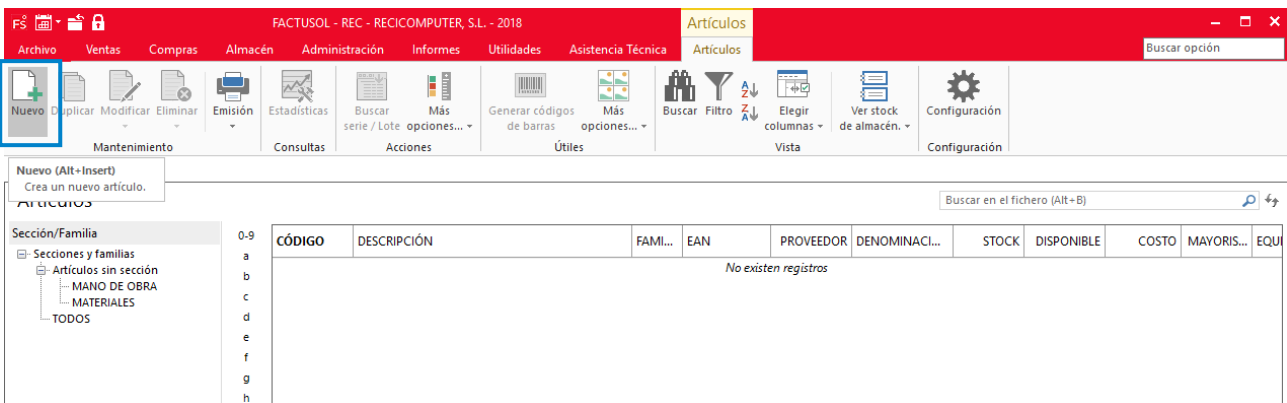 FS FACTUSOL - REC - RECICOMPUTER, S.L. - 2018 Artículos
Archivo Ventas Compras Almacén Administración Informes Utilidades Asistencia Técnica Artículos Buscar opción
Nuevo Duplicar Modificar Eliminar Emisión Estadísticas Buscar serie / Lote Más opciones... Generar códigos de barras Más opciones... Buscar Filtro Elegir columnas Ver stock de almacén. Configuración
Mantenimiento Consultas Acciones Útiles Vista Configuración
Nuevo (Alt+Insert)
Crea un nuevo artículo.
Artículos Buscar en el fichero (Alt+B)
Sección/Familia
Secciones y familias
Artículos sin sección
MANO DE OBRA
MATERIALES
TODOS
0-9
a
b
c
d
e
f
g
h
CÓDIGO DESCRIPCIÓN FAMI... EAN PROVEEDOR DENOMINACI... STOCK DISPONIBLE COSTO MAYORIS... EQUI
No existen registros